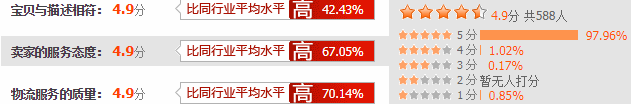 宝贝与描述相符： 4.9分 比同行业平均水平 高 42.43%
卖家的服务态度： 4.9分 比同行业平均水平 高 67.05%
物流服务的质量： 4.9分 比同行业平均水平 高 70.14%
4.9分 共588人
5分 97.96%
4分 1.02%
3分 0.17%
2分 暂无人打分
1分 0.85%